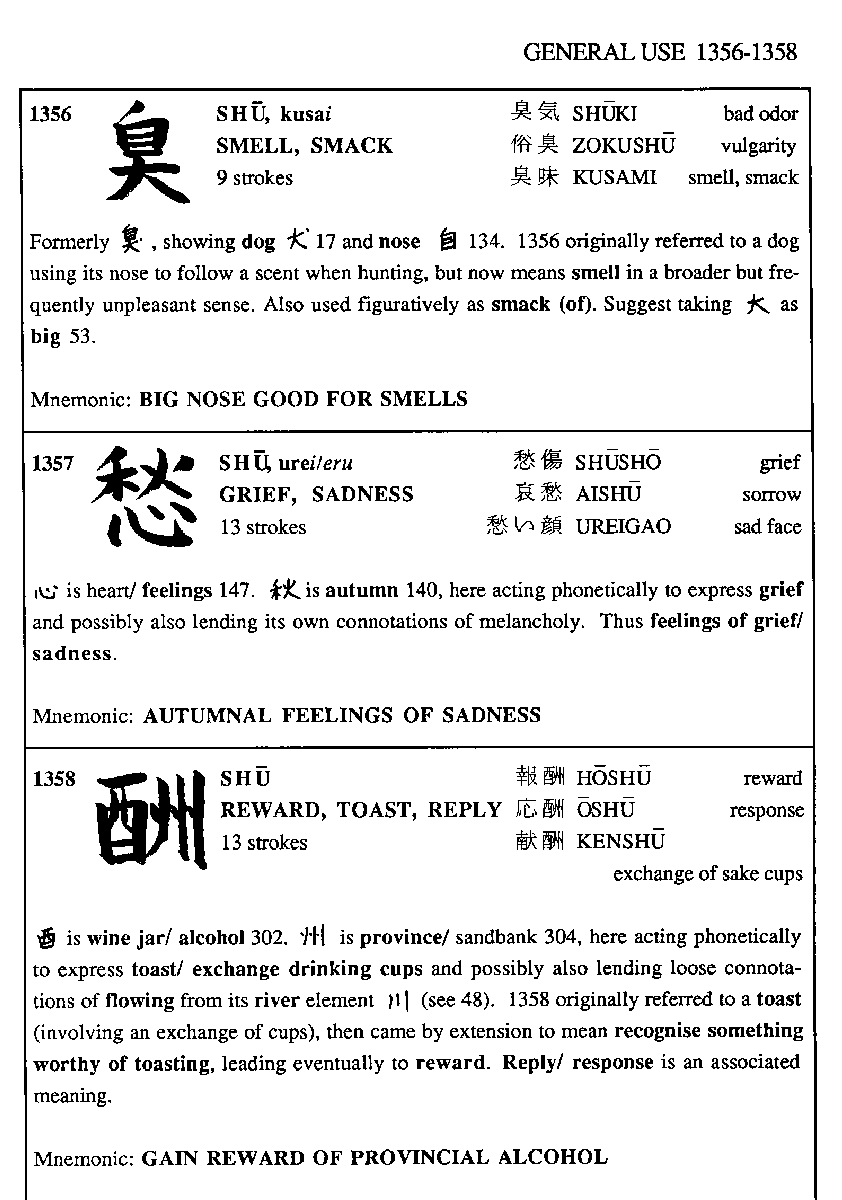 GENERAL USE 1356-1358
1356 臭 SHŪ, kusai 臭気 SHŪKI bad odor
SMELL, SMACK 俗臭 ZOKUSHŪ vulgarity
9 strokes 臭味 KUSAMI smell, smack
Formerly 臭, showing dog 犬 17 and nose 自 134. 1356 originally referred to a dog
using its nose to follow a scent when hunting, but now means smell in a broader but fre-
quently unpleasant sense. Also used figuratively as smack (of). Suggest taking 大 as
big 53.
Mnemonic: BIG NOSE GOOD FOR SMELLS
1357 愁 SHŪ, urei/eru 愁傷 SHŪSHŌ grief
GRIEF, SADNESS 哀愁 AISHŪ sorrow
13 strokes 愁い顔 UREIGAO sad face
心 is heart/ feelings 147. 秋 is autumn 140, here acting phonetically to express grief
and possibly also lending its own connotations of melancholy. Thus feelings of grief/
sadness.
Mnemonic: AUTUMNAL FEELINGS OF SADNESS
1358 酬 SHŪ 報酬 HŌSHŪ reward
REWARD, TOAST, REPLY 応酬 ŌSHŪ response
13 strokes 献酬 KENSHŪ
exchange of sake cups
酉 is wine jar/ alcohol 302. 州 is province/ sandbank 304, here acting phonetically
to express toast/ exchange drinking cups and possibly also lending loose connota-
tions of flowing from its river element 川 (see 48). 1358 originally referred to a toast
(involving an exchange of cups), then came by extension to mean recognise something
worthy of toasting, leading eventually to reward. Reply/ response is an associated
meaning.
Mnemonic: GAIN REWARD OF PROVINCIAL ALCOHOL